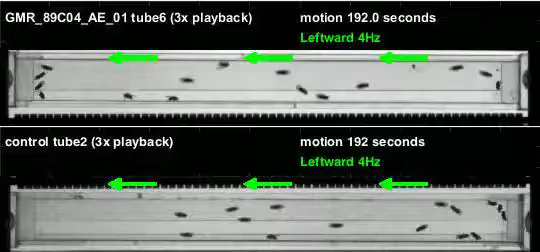 GMR_89C04_AE_01 tube6 (3x playback) motion 192.0 seconds
Leftward 4Hz
control tube2 (3x playback) motion 192 seconds
Leftward 4Hz